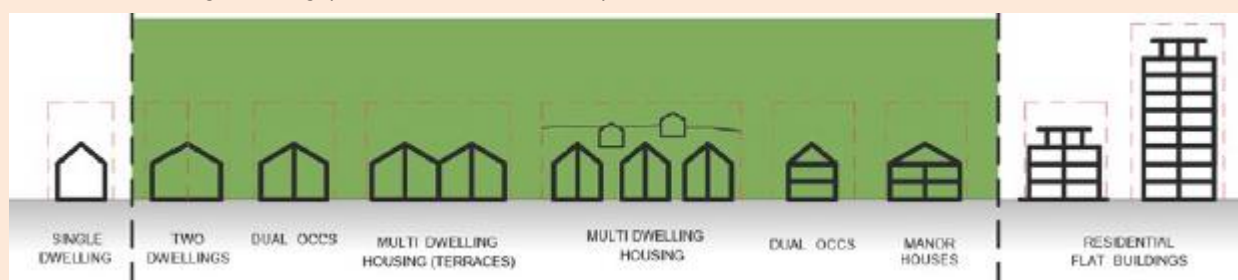 SINGLE
DWELLING
TWO
DWELLINGS
DUAL OCCS
MULTI DWELLING
HOUSING (TERRACES)
MULTI DWELLING
HOUSING
DUAL OCCS
MANOR
HOUSES
RESIDENTIAL
FLAT BUILDINGS